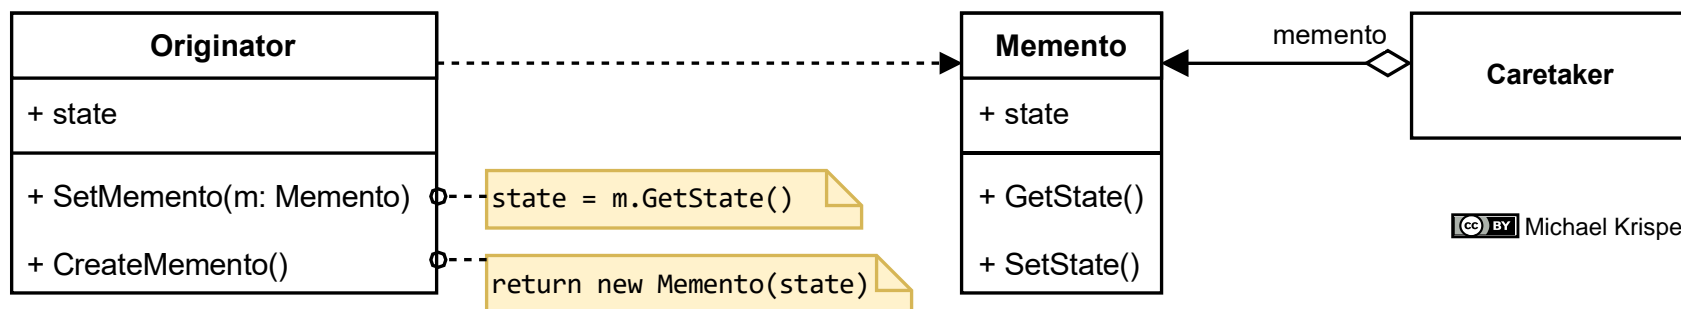 Originator
+ state
+ SetMemento(m: Memento)
+ CreateMemento()
state = m.GetState()
return new Memento(state)
Memento
+ state
+ GetState()
+ SetState()
memento
Caretaker
cc BY Michael Krispe